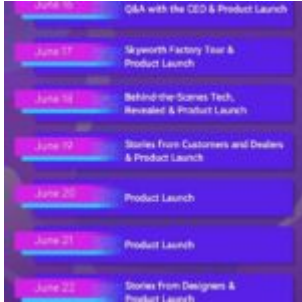 June 16
Q&A with the CEO & Product Launch
June 17
Skyworth Factory Tour &
Product Launch
June 18
Behind-the-Scenes Tech,
Revealed & Product Launch
June 19
Stories from Customers and Dealers
& Product Launch
June 20
Product Launch
June 21
Product Launch
June 22
Stories from Designers &
Product Launch